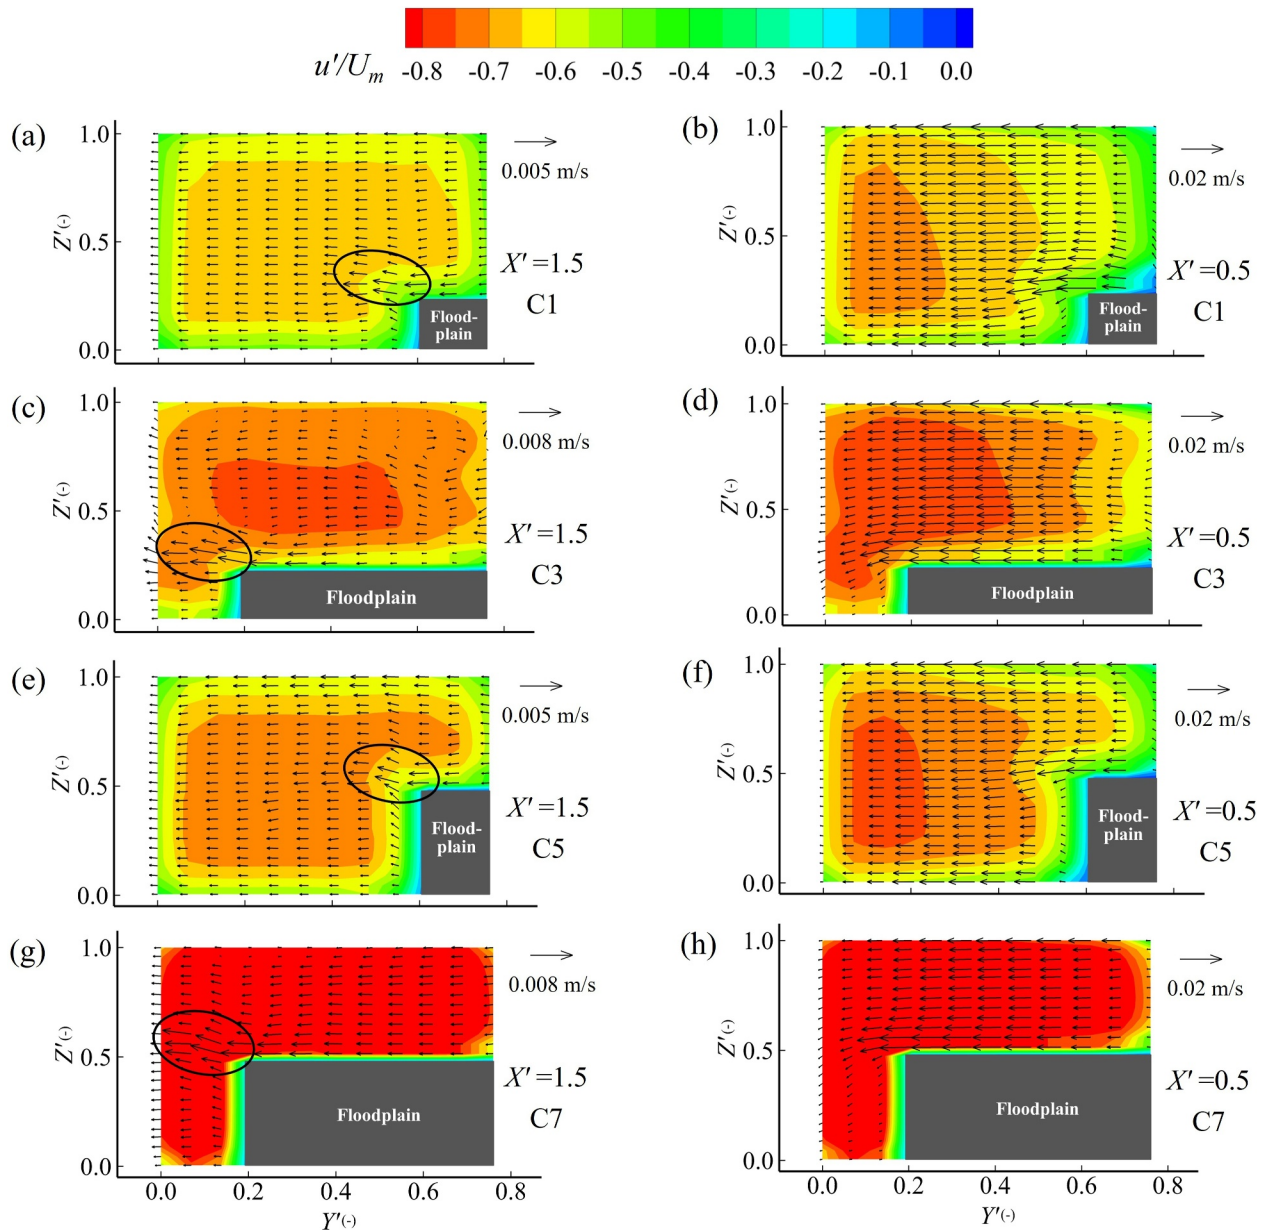 u'/Um -0.8 -0.7 -0.6 -0.5 -0.4 -0.3 -0.2 -0.1 0.0
(a)
1.0
0.5
0.0
Z'(-)
0.005 m/s
X'=1.5
C1
Flood-
plain
(b)
1.0
0.5
0.0
Z'(-)
0.02 m/s
X'=0.5
C1
Flood-
plain
(c)
1.0
0.5
0.0
Z'(-)
0.008 m/s
X'=1.5
C3
Floodplain
(d)
1.0
0.5
0.0
Z'(-)
0.02 m/s
X'=0.5
C3
Floodplain
(e)
1.0
0.5
0.0
Z'(-)
0.005 m/s
X'=1.5
C5
Flood-
plain
(f)
1.0
0.5
0.0
Z'(-)
0.02 m/s
X'=0.5
C5
Flood-
plain
(g)
1.0
0.5
0.0
Z'(-)
0.008 m/s
X'=1.5
C7
Floodplain
0.0 0.2 0.4 0.6 0.8
Y'(-)
(h)
1.0
0.5
0.0
Z'(-)
0.02 m/s
X'=0.5
C7
Floodplain
0.0 0.2 0.4 0.6 0.8
Y'(-)